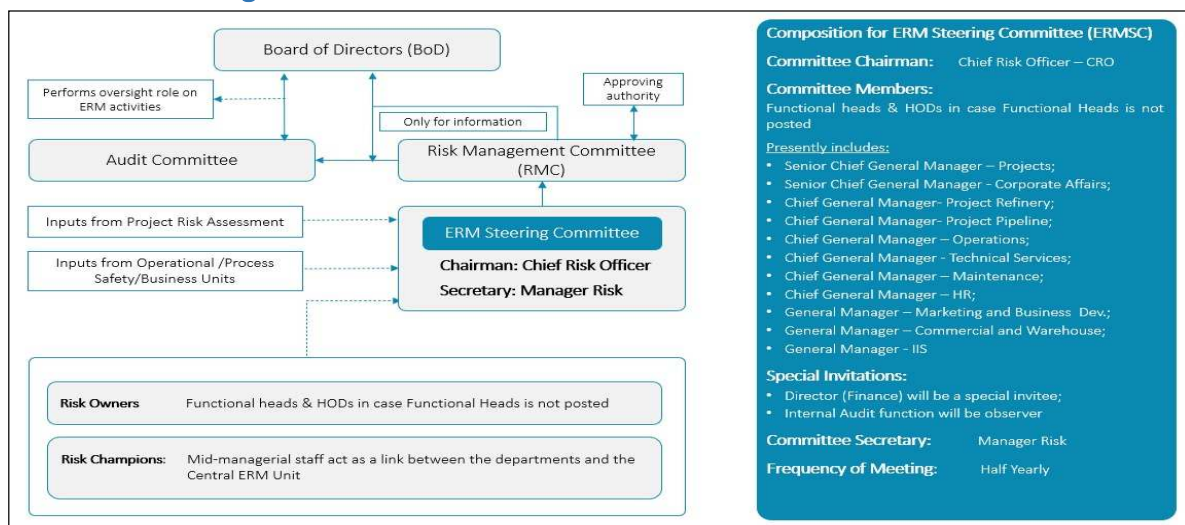 Board of Directors (BoD)
Performs oversight role on
ERM activities
Approving
authority
Only for information
Audit Committee
Risk Management Committee
(RMC)
Inputs from Project Risk Assessment
Inputs from Operational /Process
Safety/Business Units
ERM Steering Committee
Chairman: Chief Risk Officer
Secretary: Manager Risk
Risk Owners Functional heads & HODs in case Functional Heads is not posted
Risk Champions: Mid-managerial staff act as a link between the departments and the
Central ERM Unit
Composition for ERM Steering Committee (ERMSC)
Committee Chairman: Chief Risk Officer – CRO
Committee Members:
Functional heads & HODs in case Functional Heads is not
posted
Presently includes:
• Senior Chief General Manager – Projects;
• Senior Chief General Manager - Corporate Affairs;
• Chief General Manager- Project Refinery;
• Chief General Manager- Project Pipeline;
• Chief General Manager – Operations;
• Chief General Manager - Technical Services;
• Chief General Manager – Maintenance;
• Chief General Manager – HR;
• General Manager – Marketing and Business Dev.;
• General Manager – Commercial and Warehouse;
• General Manager - IIS
Special Invitations:
• Director (Finance) will be a special invitee;
• Internal Audit function will be observer
Committee Secretary: Manager Risk
Frequency of Meeting: Half Yearly